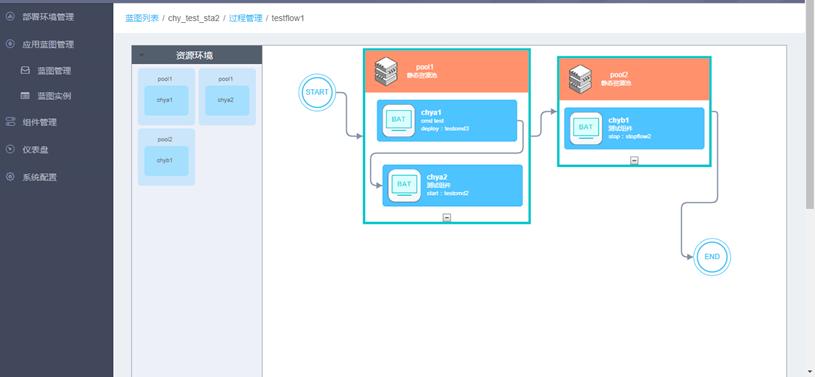 部署环境管理
应用蓝图管理
蓝图管理
蓝图实例
组件管理
仪表盘
系统配置
蓝图列表 / chy_test_sta2 / 过程管理 / testflow1
资源环境
pool1
chya1
pool1
chya2
pool2
chyb1
START
pool1
静态资源池
BAT
chya1
cmd test
deploy：testcmd3
BAT
chya2
测试组件
start：testcmd2
pool2
静态资源池
BAT
chyb1
测试组件
stop：stopflow2
END